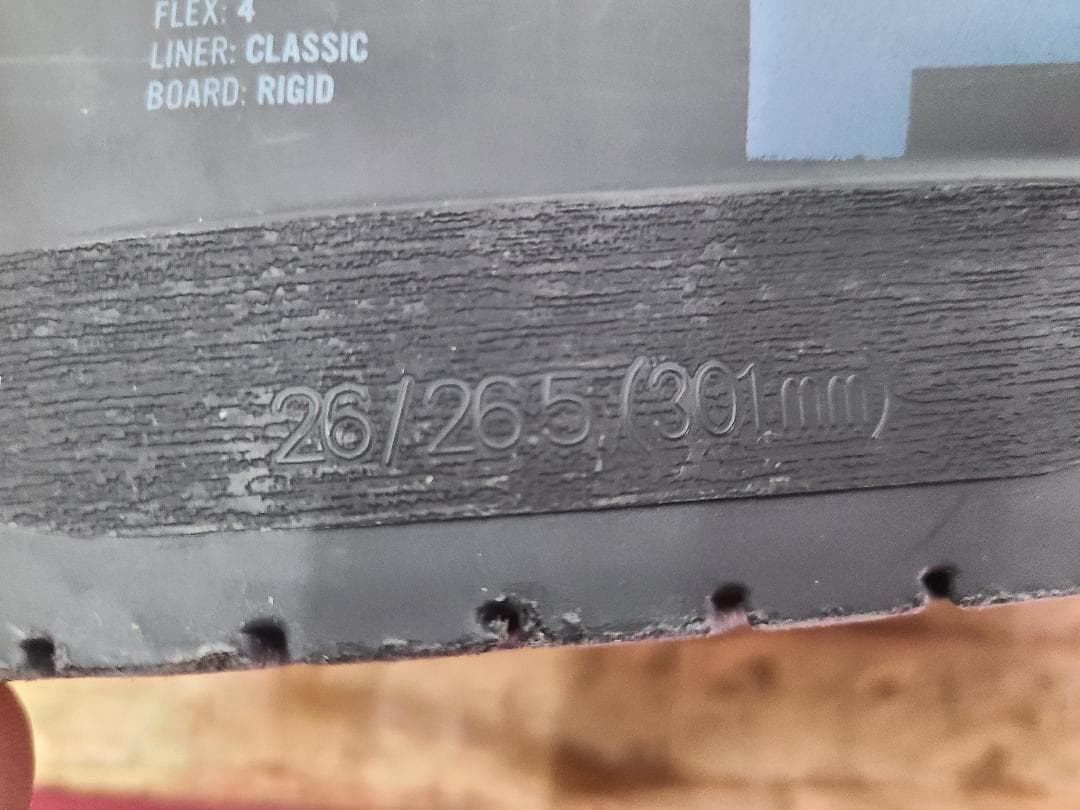 FLEX: 4
LINER: CLASSIC
BOARD: RIGID
26/26.5 (301mm)